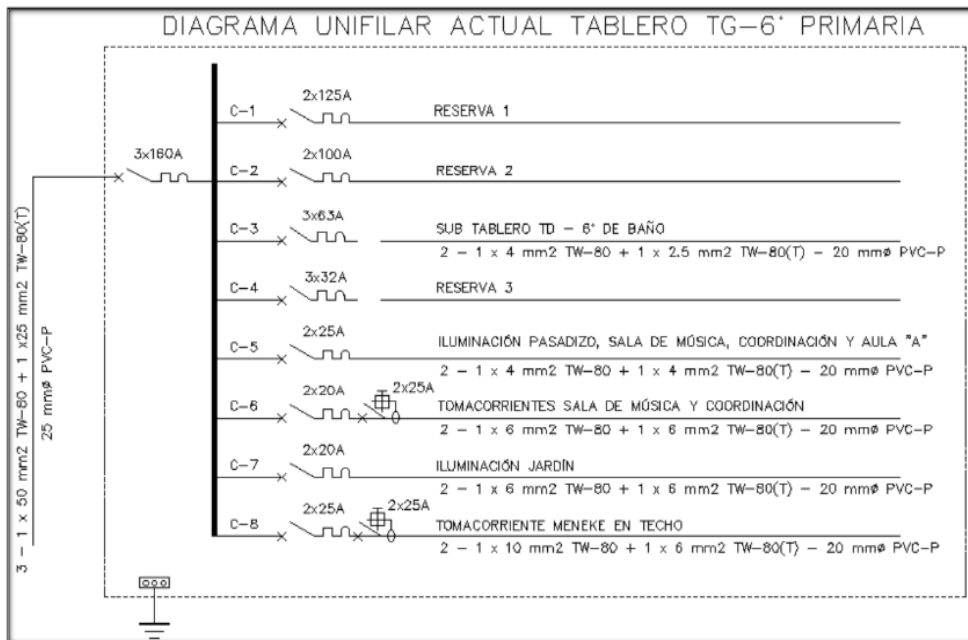 DIAGRAMA UNIFILAR ACTUAL TABLERO TG-6° PRIMARIA
3 - 1 x 50 mm2 TW-80 + 1 x25 mm2 TW-80(T)
25 mmø PVC-P
3x160A
C-1 2x125A RESERVA 1
C-2 2x100A RESERVA 2
C-3 3x63A SUB TABLERO TD - 6° DE BAÑO
2 - 1 x 4 mm2 TW-80 + 1 x 2.5 mm2 TW-80(T) - 20 mmø PVC-P
C-4 3x32A RESERVA 3
C-5 2x25A ILUMINACIÓN PASADIZO, SALA DE MÚSICA, COORDINACIÓN Y AULA "A"
2 - 1 x 4 mm2 TW-80 + 1 x 4 mm2 TW-80(T) - 20 mmø PVC-P
C-6 2x20A 2x25A TOMACORRIENTES SALA DE MÚSICA Y COORDINACIÓN
2 - 1 x 6 mm2 TW-80 + 1 x 6 mm2 TW-80(T) - 20 mmø PVC-P
C-7 2x20A ILUMINACIÓN JARDÍN
2 - 1 x 6 mm2 TW-80 + 1 x 6 mm2 TW-80(T) - 20 mmø PVC-P
C-8 2x25A 2x25A TOMACORRIENTE MENEKE EN TECHO
2 - 1 x 10 mm2 TW-80 + 1 x 6 mm2 TW-80(T) - 20 mmø PVC-P